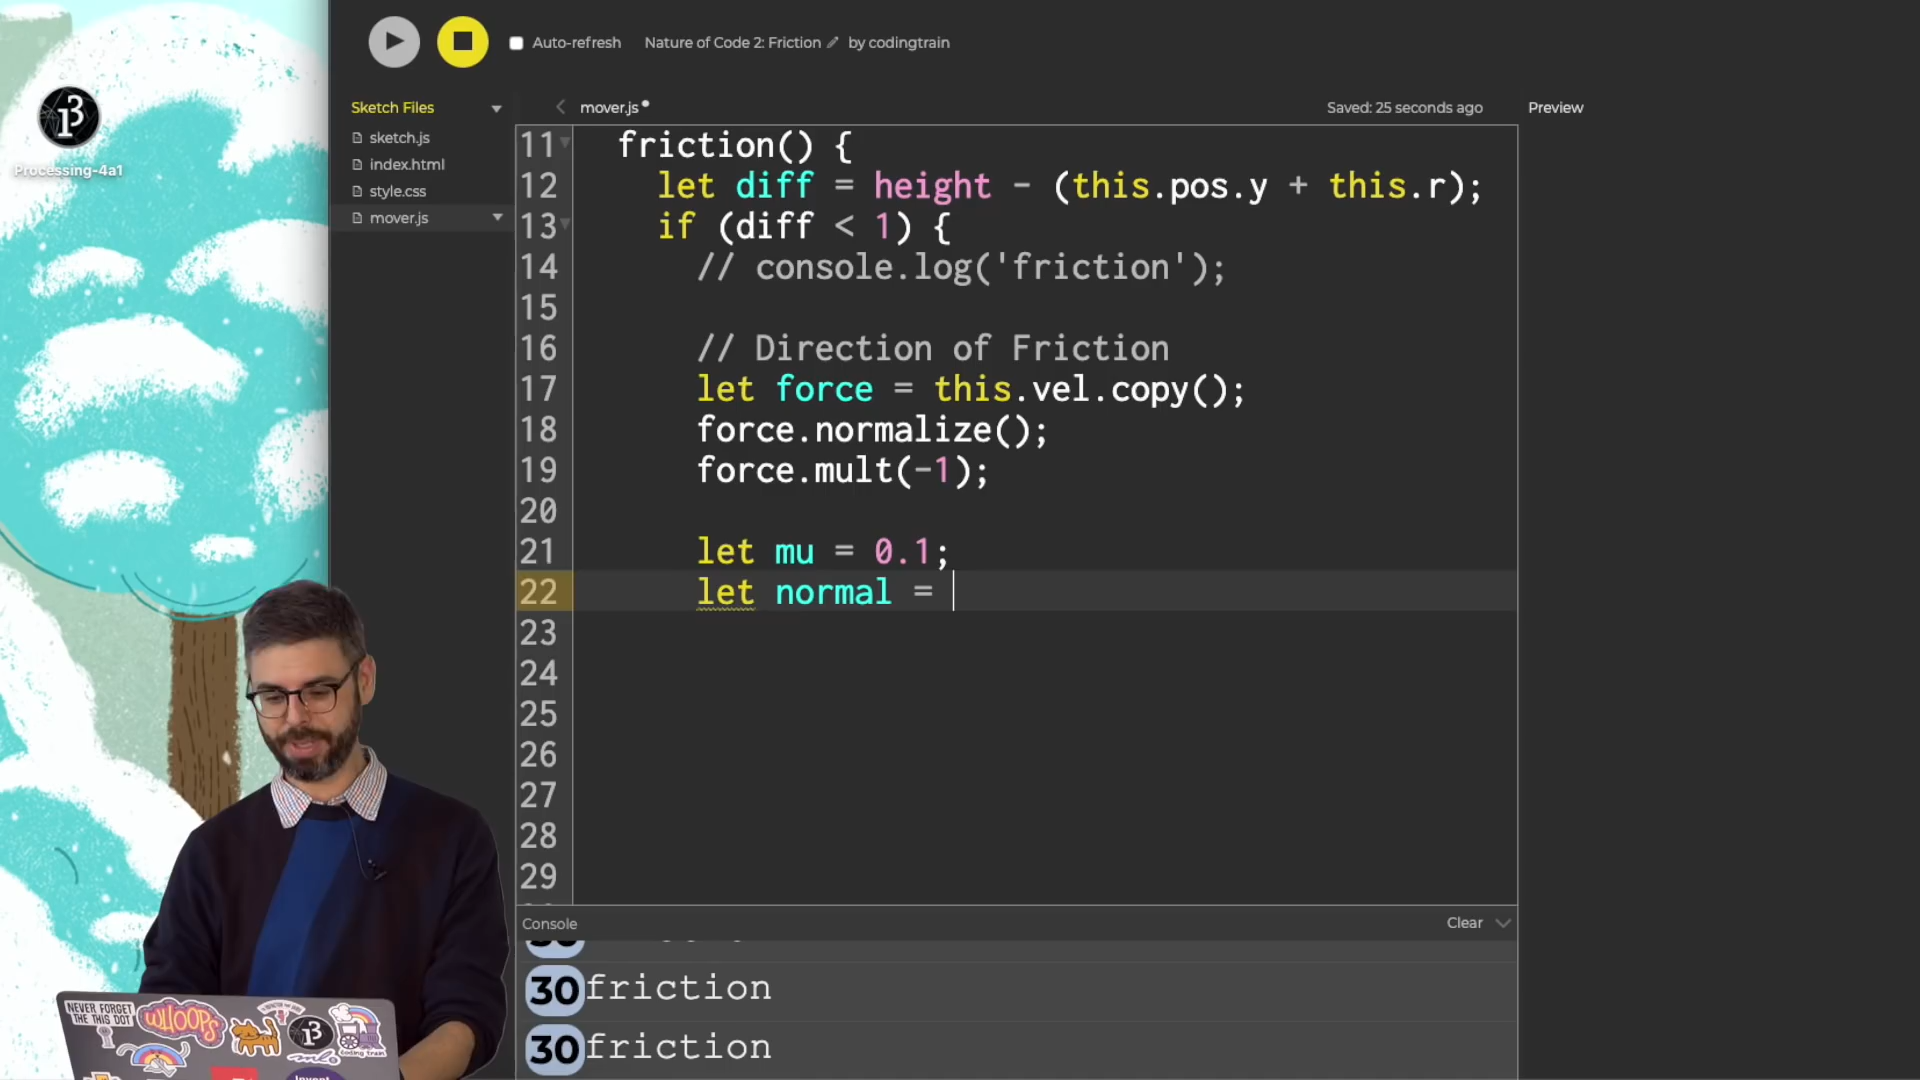 Auto-refresh
Nature of Code 2: Friction by codingtrain
Sketch Files
mover.js
Saved: 25 seconds ago
Preview
sketch.js
index.html
style.css
mover.js
Processing-4a1
11 friction() {
12 let diff = height - (this.pos.y + this.r);
13 if (diff < 1) {
14 // console.log('friction');
15
16 // Direction of Friction
17 let force = this.vel.copy();
18 force.normalize();
19 force.mult(-1);
20
21 let mu = 0.1;
22 let normal =
23
24
25
26
27
28
29
Console
Clear
30 friction
30 friction
NEVER FORGET
THE THIS DOT
WHOOPS
coding train